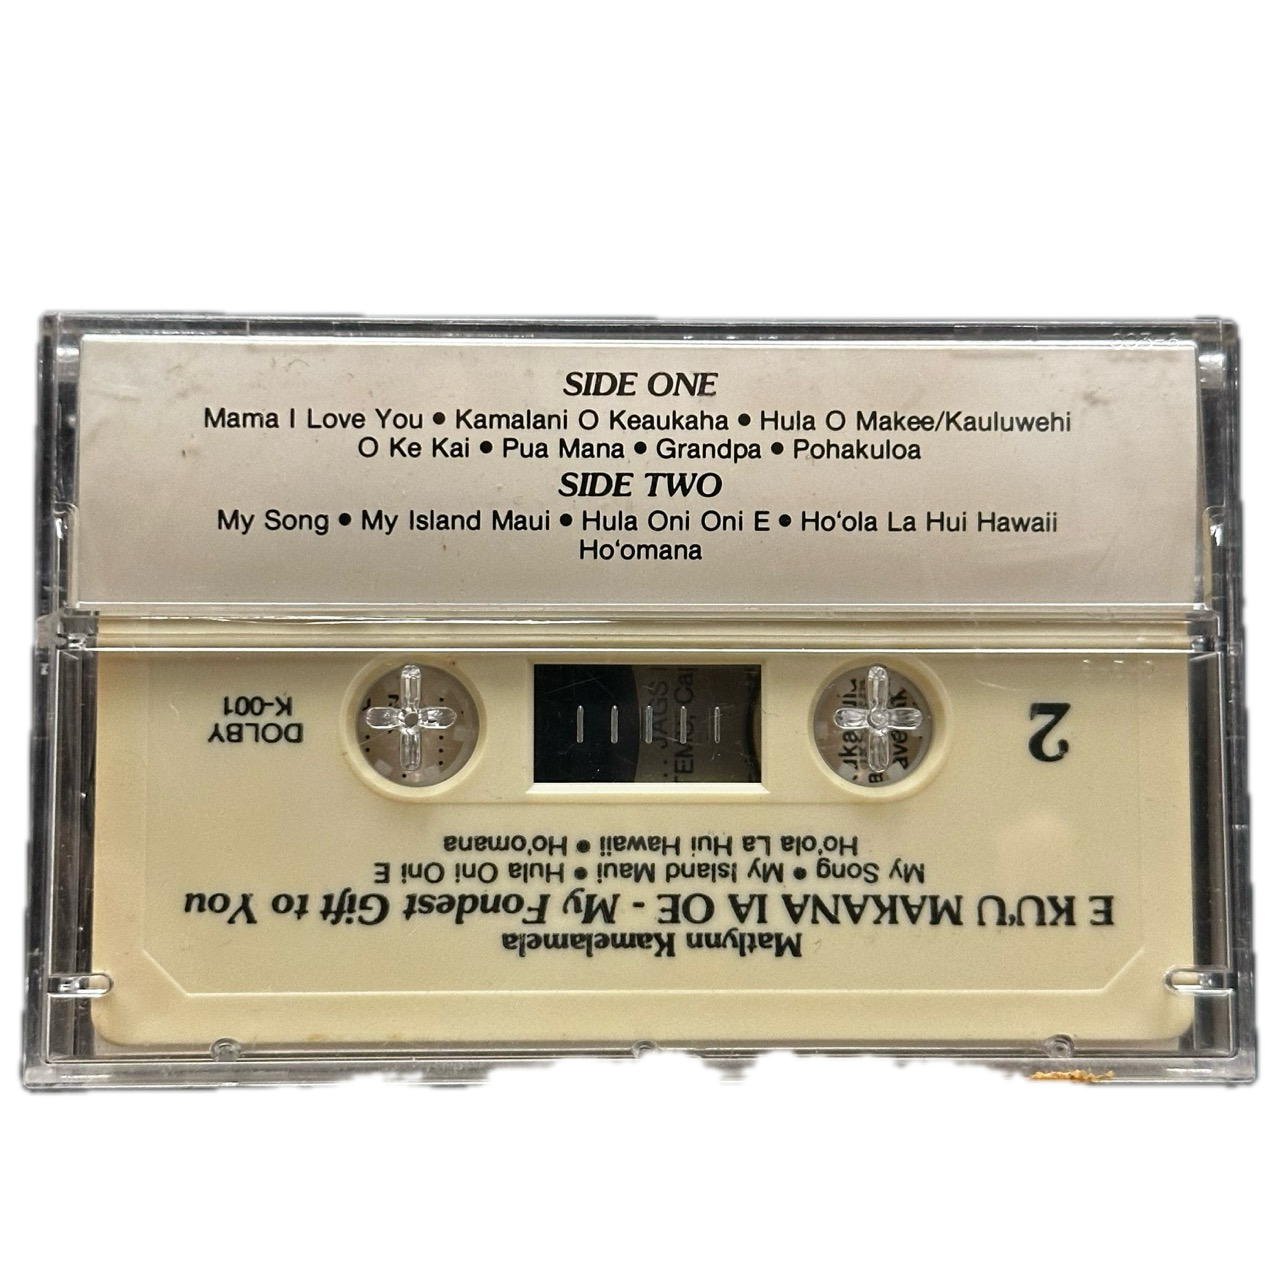 SIDE ONE
Mama I Love You • Kamalani O Keaukaha • Hula O Makee/Kauluwehi
O Ke Kai • Pua Mana • Grandpa • Pohakuloa
SIDE TWO
My Song • My Island Maui • Hula Oni Oni E • Ho‘ola La Hui Hawaii
Ho‘omana
Matlynn Kamelamela
E KU‘U MAKANA IA OE - My Fondest Gift to You
My Song • My Island Maui • Hula Oni Oni E
Ho‘ola La Hui Hawaii • Ho‘omana
2
DOLBY
K-001